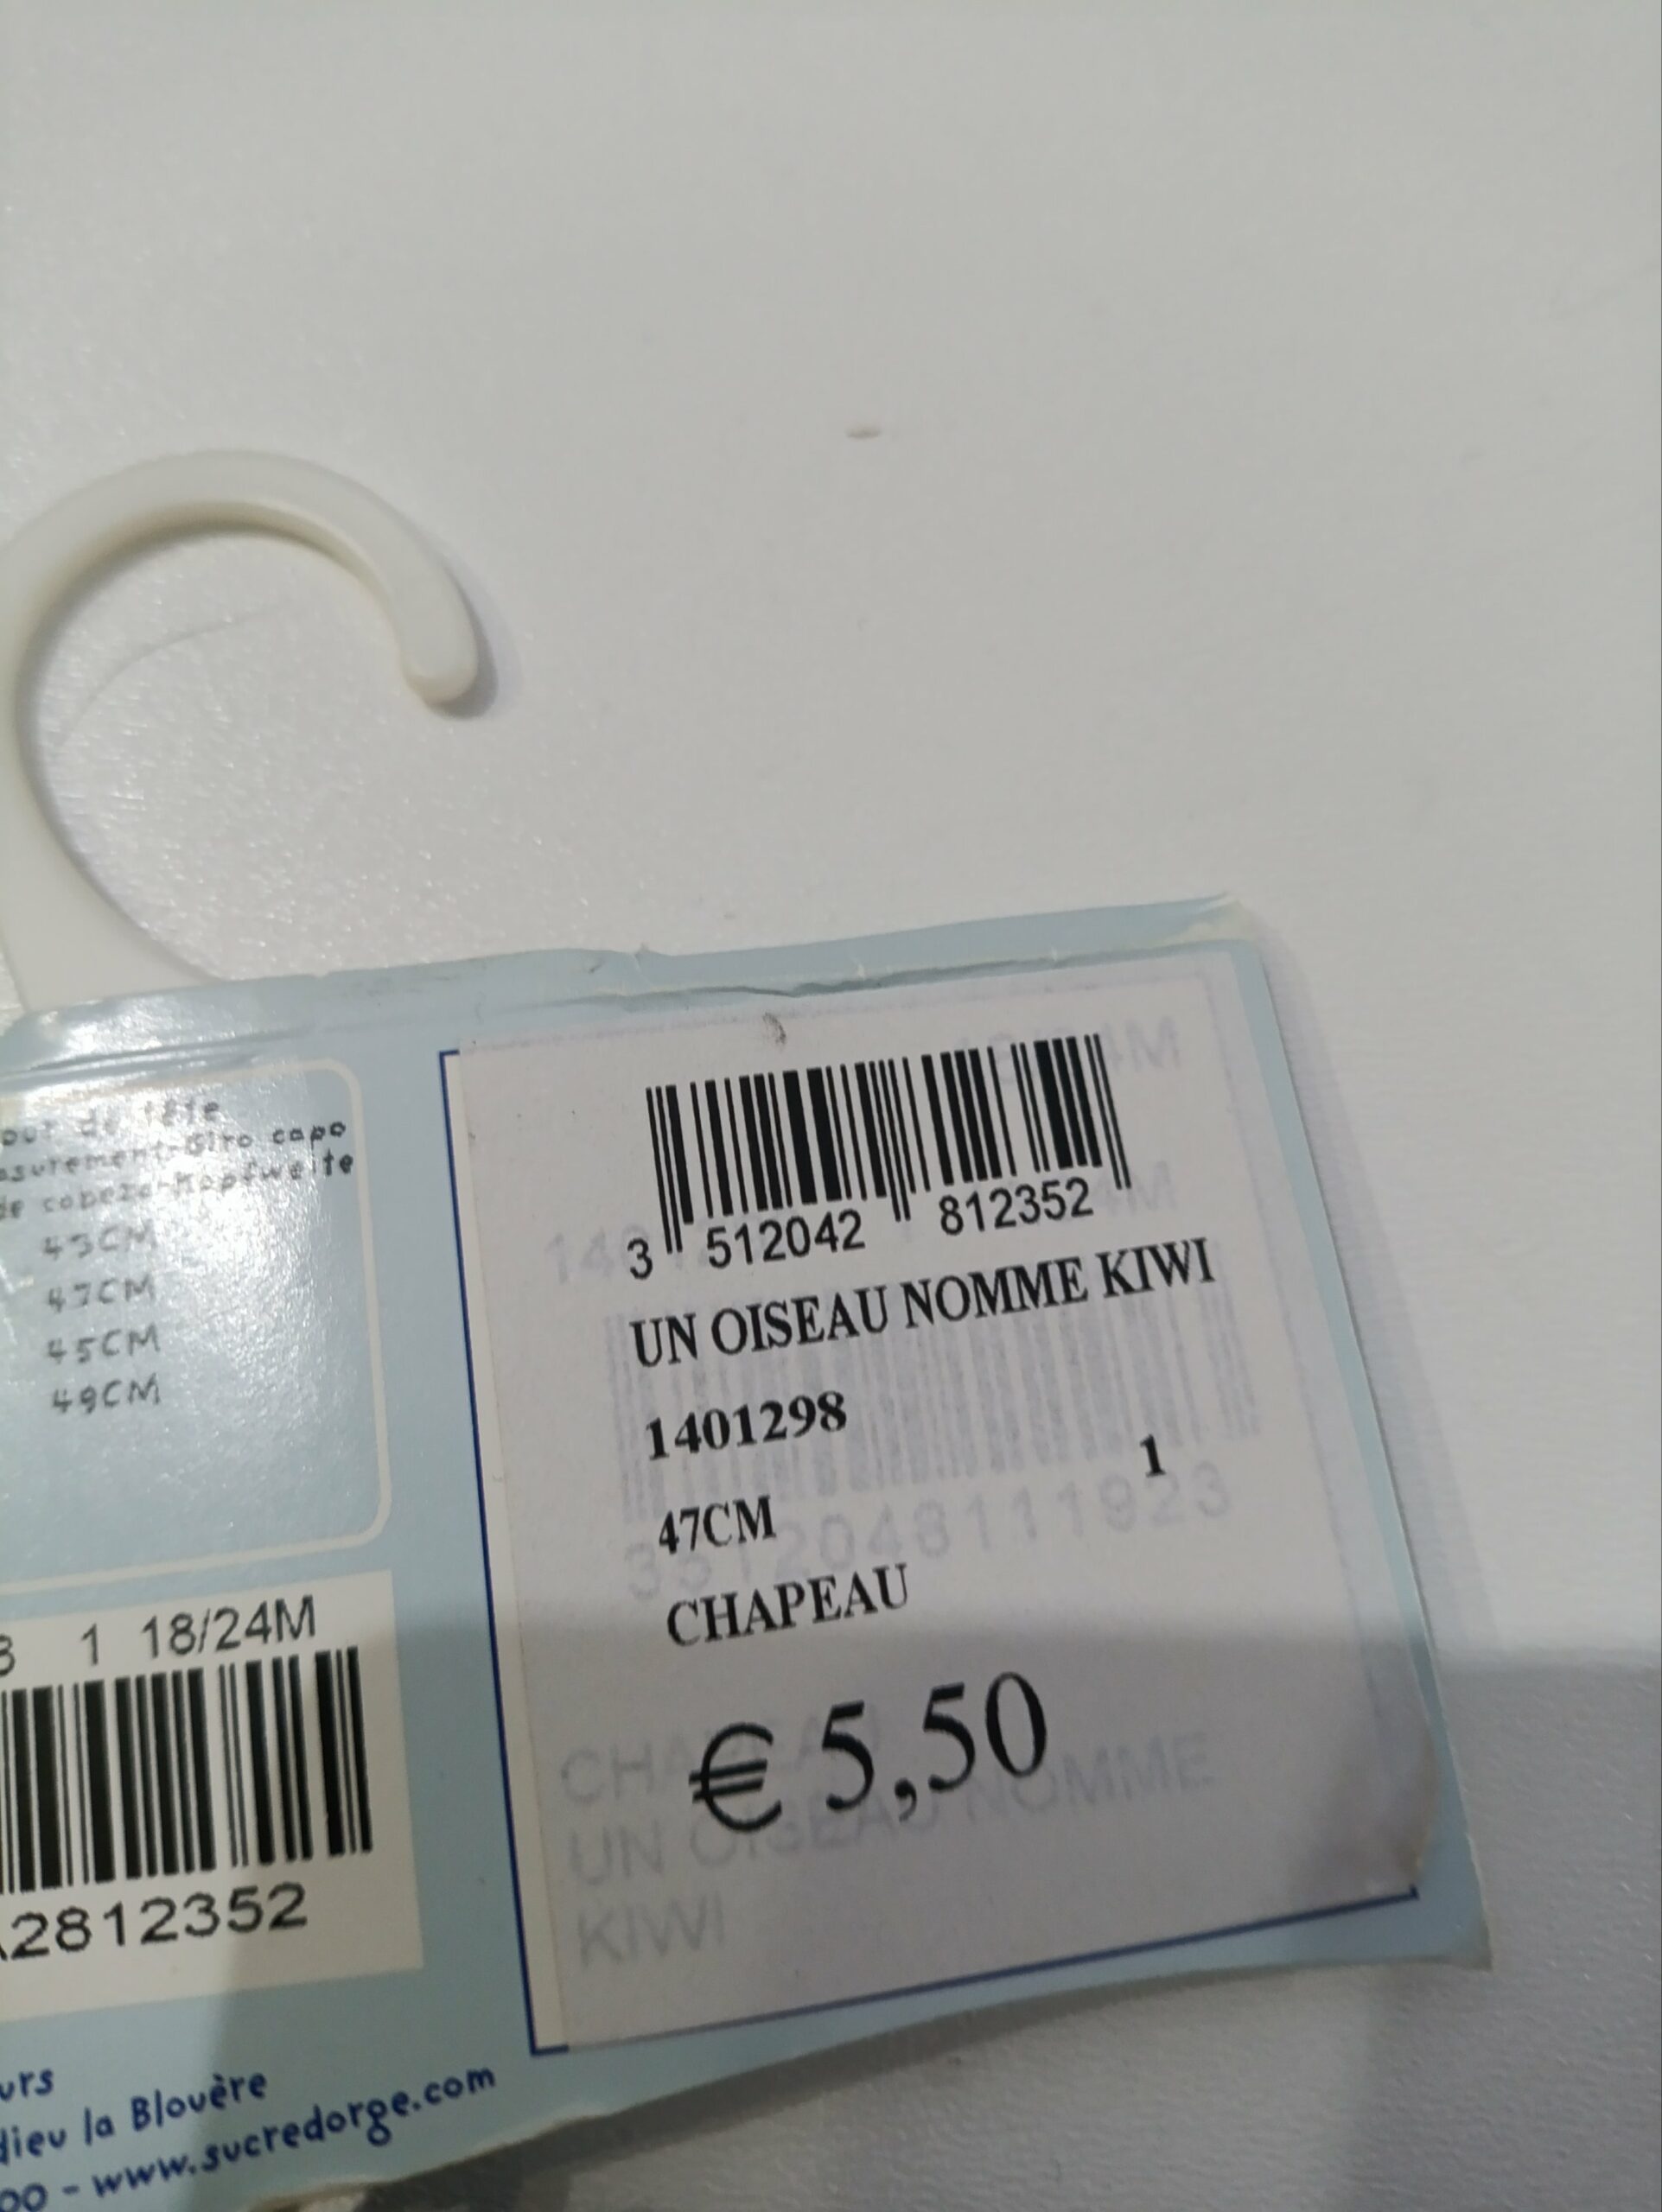 our de tête
asurement-Giro capo
de cabeza-Kopfweite
45CM
47CM
45CM
49CM
3 1 18/24M
2812352
urs
dieu la Blouère
00 - www.sucredorge.com
3 512042 812352
UN OISEAU NOMME KIWI
1401298
1
47CM
CHAPEAU
€ 5,50
CHAPEAU
UN OISEAU NOMME
KIWI